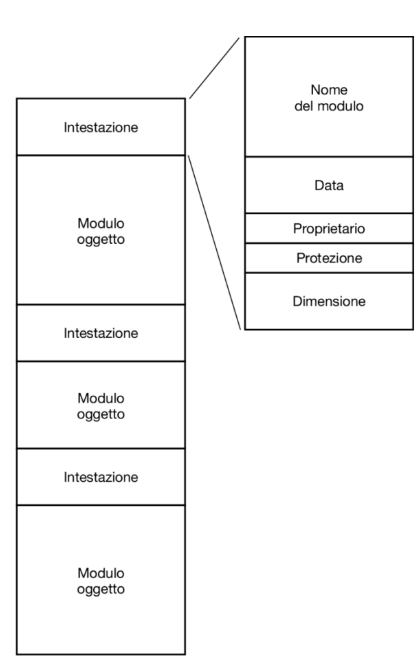 Intestazione
Modulo
oggetto
Intestazione
Modulo
oggetto
Intestazione
Modulo
oggetto
Nome
del modulo
Data
Proprietario
Protezione
Dimensione